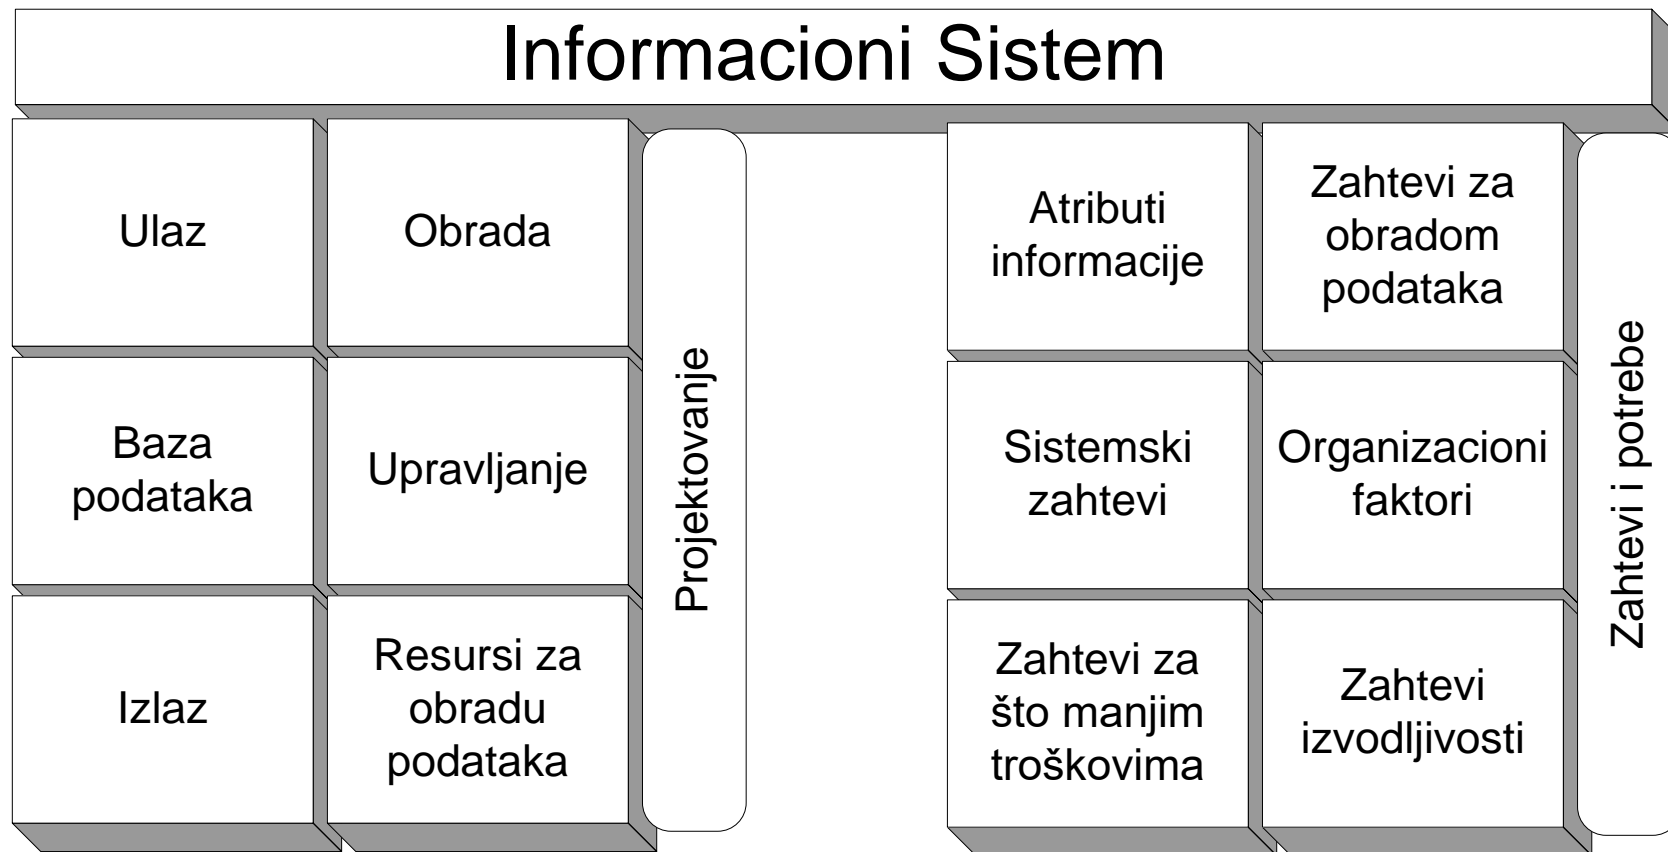 Informacioni Sistem
Ulaz
Obrada
Baza
podataka
Upravljanje
Izlaz
Resursi za
obradu
podataka
Projektovanje
Atributi
informacije
Zahtevi za
obradom
podataka
Sistemski
zahtevi
Organizacioni
faktori
Zahtevi za
što manjim
troškovima
Zahtevi
izvodljivosti
Zahtevi i potrebe